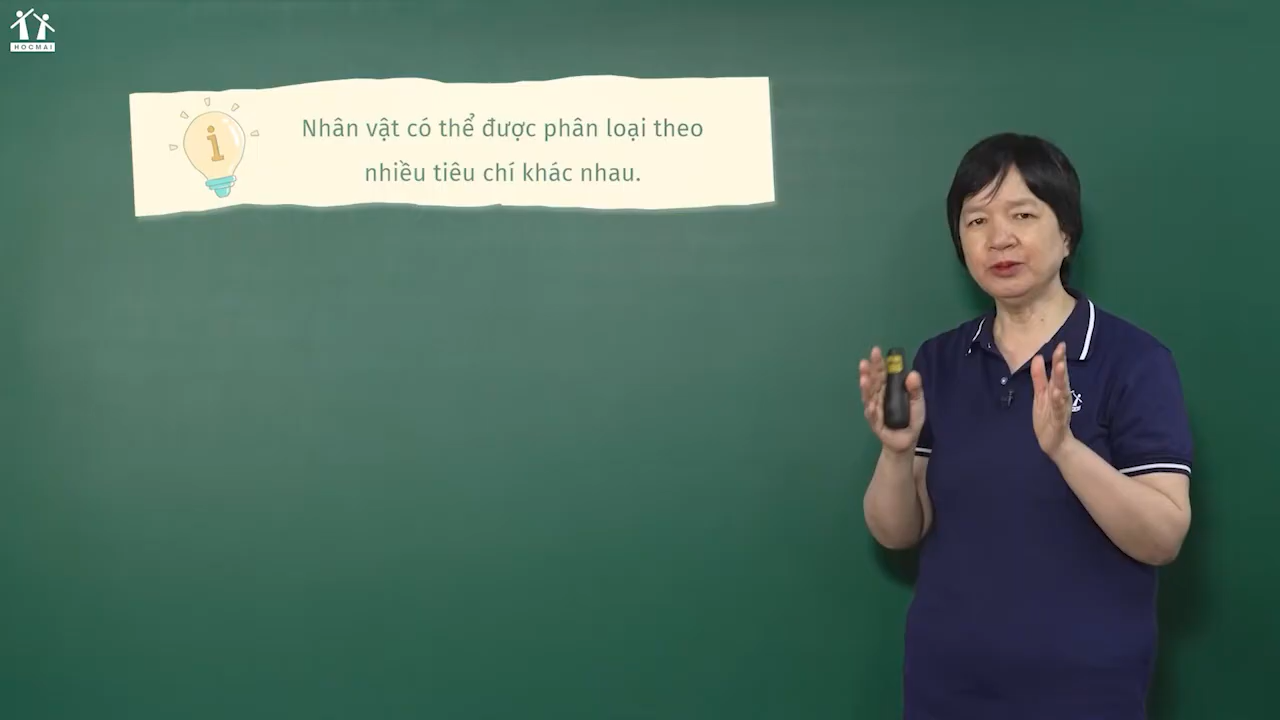 HOCMAI
Nhân vật có thể được phân loại theo
nhiều tiêu chí khác nhau.